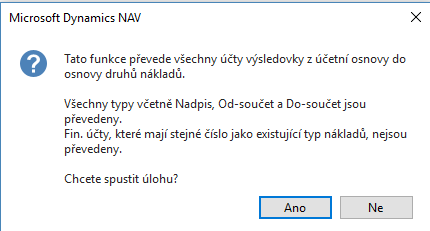 Microsoft Dynamics NAV
Tato funkce převede všechny účty výsledovky z účetní osnovy do
osnovy druhů nákladů.
Všechny typy včetně Nadpis, Od-součet a Do-součet jsou
převedeny.
Fin. účty, které mají stejné číslo jako existující typ nákladů, nejsou
převedeny.
Chcete spustit úlohu?
Ano
Ne